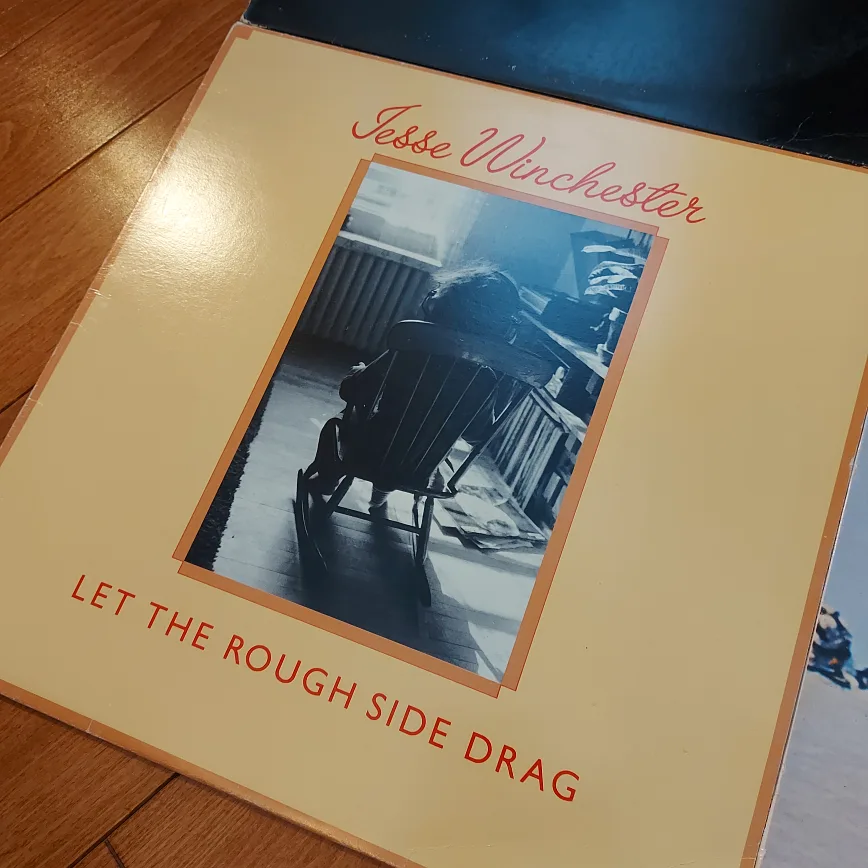 Jesse Winchester
LET THE ROUGH SIDE DRAG